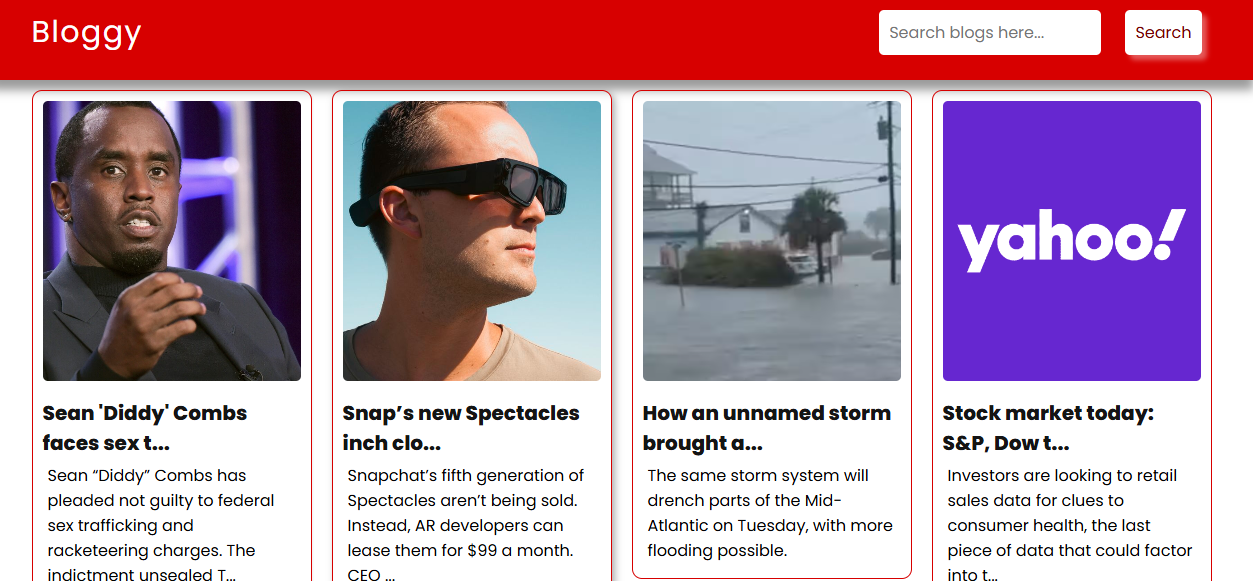 Bloggy
Search blogs here...
Search
yahoo!
Sean 'Diddy' Combs
faces sex t...
Sean “Diddy” Combs has
pleaded not guilty to federal
sex trafficking and
racketeering charges. The
indictment unsealed T...
Snap’s new Spectacles
inch clo...
Snapchat’s fifth generation of
Spectacles aren’t being sold.
Instead, AR developers can
lease them for $99 a month.
CEO ...
How an unnamed storm
brought a...
The same storm system will
drench parts of the Mid-
Atlantic on Tuesday, with more
flooding possible.
Stock market today:
S&P, Dow t...
Investors are looking to retail
sales data for clues to
consumer health, the last
piece of data that could factor
into t...